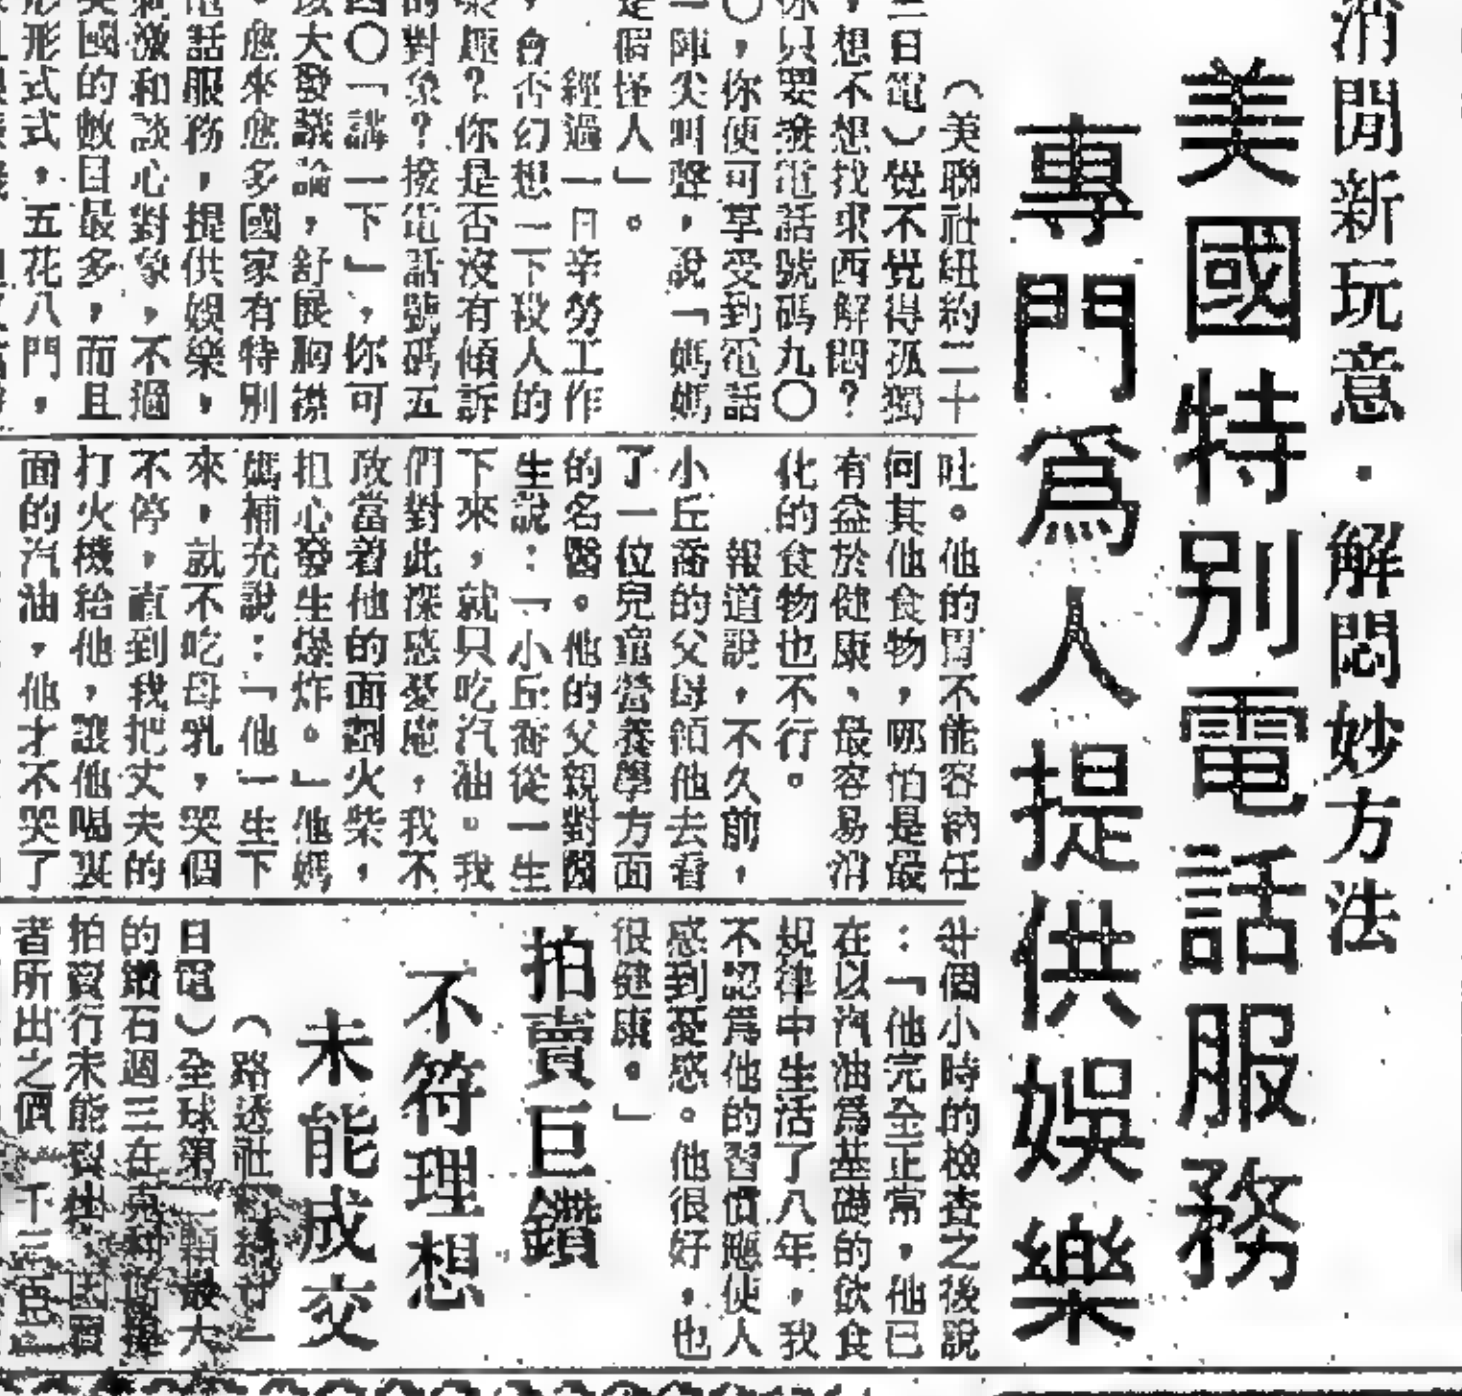 消閒新玩意·解悶妙方法
美國特別電話服務
專門爲人提供娛樂
（美聯社紐約二十
三日電）覺不覺得孤獨
，想不想找東西解悶？
你只要撥電話號碼九〇
〇，你便可享受到電話
一陣尖叫聲，說「媽媽
是個怪人」。
經過一日辛勞工作
，會否幻想一下殺人的
樂趣？你是否沒有傾訴
的對象？撥電話號碼五
四〇「講一下」，你可
大發議論，舒展胸襟
。愈來愈多國家有特別
電話服務，提供娛樂，
刺激和談心對象，不過
美國的數目最多，而且
形形式式，五花八門，
吐。他的胃不能容納任
何其他食物，哪怕是最
有益於健康、最容易消
化的食物也不行。
報道說，不久前，
小丘喬的父母領他去看
了一位兒童營養學方面
的名醫。他的父親對醫
生說：「小丘喬從一生
下來，就只吃汽油。我
們對此深感憂慮，我不
敢當着他的面劃火柴，
担心發生爆炸。」他媽
媽補充說：「他一生下
來，就不吃母乳，哭個
不停，直到我把丈夫的
打火機給他，讓他喝裏
面的汽油，他才不哭了
廿個小時的檢查之後說
：「他完全正常，他已
在以汽油爲基礎的飲食
規律中生活了八年，我
不認爲他的習慣應使人
感到憂慮。他很好，也
很健康。」
拍賣巨鑽
不符理想
未能成交
（路透社紐約廿
日電）全球第二顆最大
的鑽石週三在
拍賣行未能
者所出之價